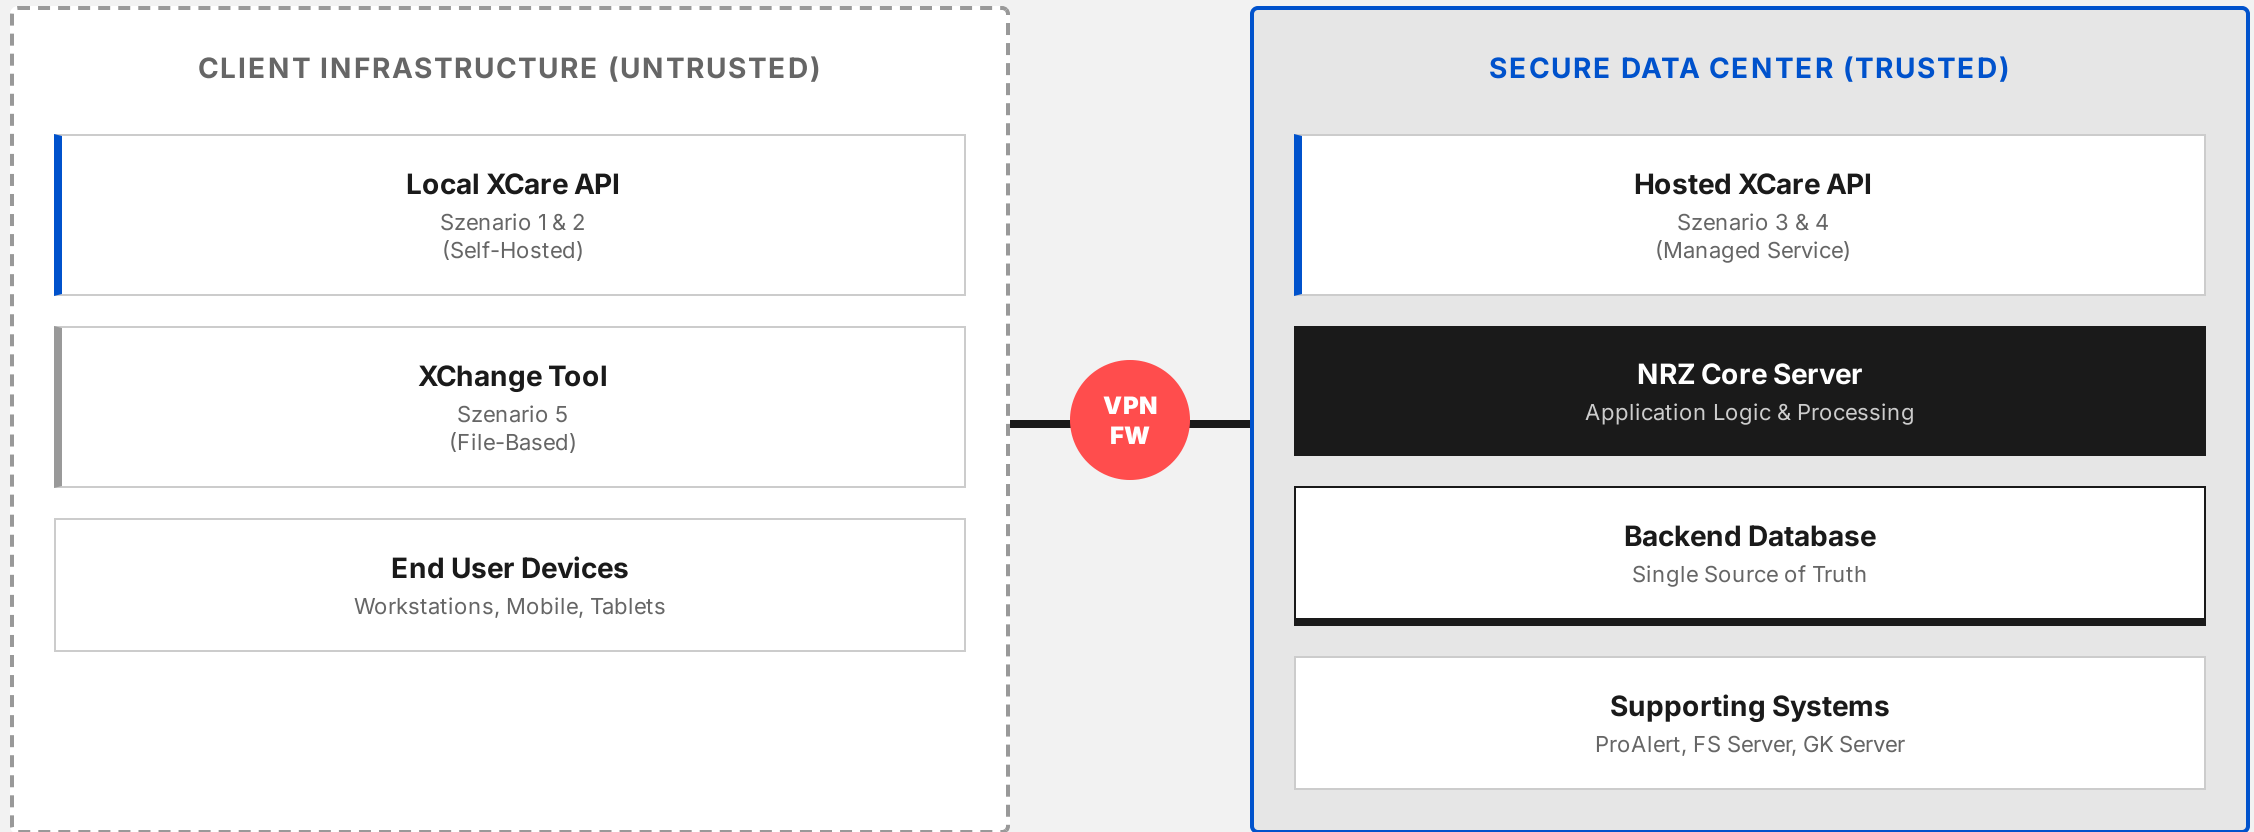 CLIENT INFRASTRUCTURE (UNTRUSTED)
Local XCare API
Szenario 1 & 2
(Self-Hosted)
XChange Tool
Szenario 5
(File-Based)
End User Devices
Workstations, Mobile, Tablets
VPN
FW
SECURE DATA CENTER (TRUSTED)
Hosted XCare API
Szenario 3 & 4
(Managed Service)
NRZ Core Server
Application Logic & Processing
Backend Database
Single Source of Truth
Supporting Systems
ProAlert, FS Server, GK Server